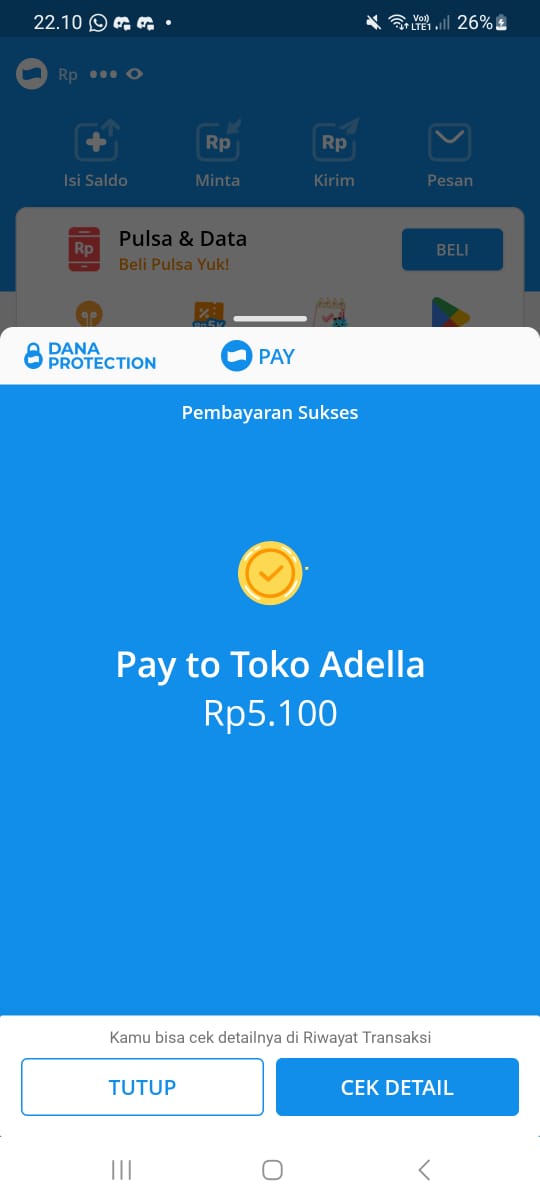 22.10 Vo)) LTE1 26%
Rp
Isi Saldo Minta Kirim Pesan
Rp Rp
Rp Pulsa & Data BELI
Beli Pulsa Yuk!
DANA
PROTECTION
PAY
Pembayaran Sukses
Pay to Toko Adella
Rp5.100
Kamu bisa cek detailnya di Riwayat Transaksi
TUTUP CEK DETAIL